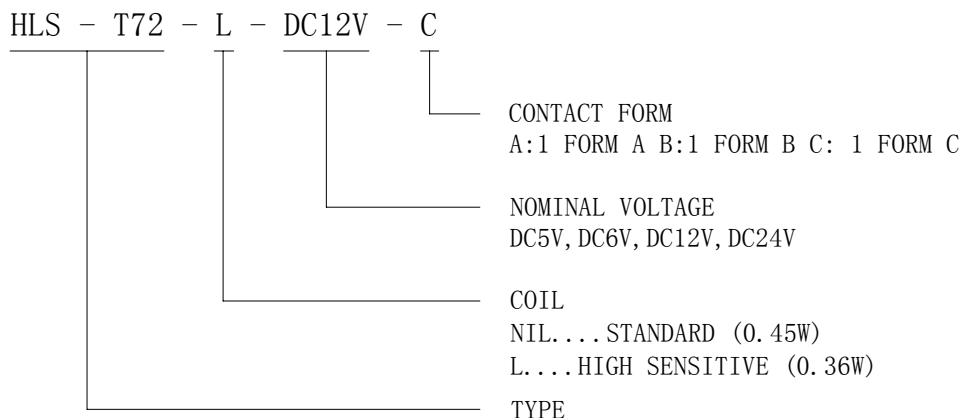 HLS - T72 - L - DC12V - C
CONTACT FORM
A:1 FORM A B:1 FORM B C: 1 FORM C
NOMINAL VOLTAGE
DC5V, DC6V, DC12V, DC24V
COIL
NIL....STANDARD (0.45W)
L....HIGH SENSITIVE (0.36W)
TYPE